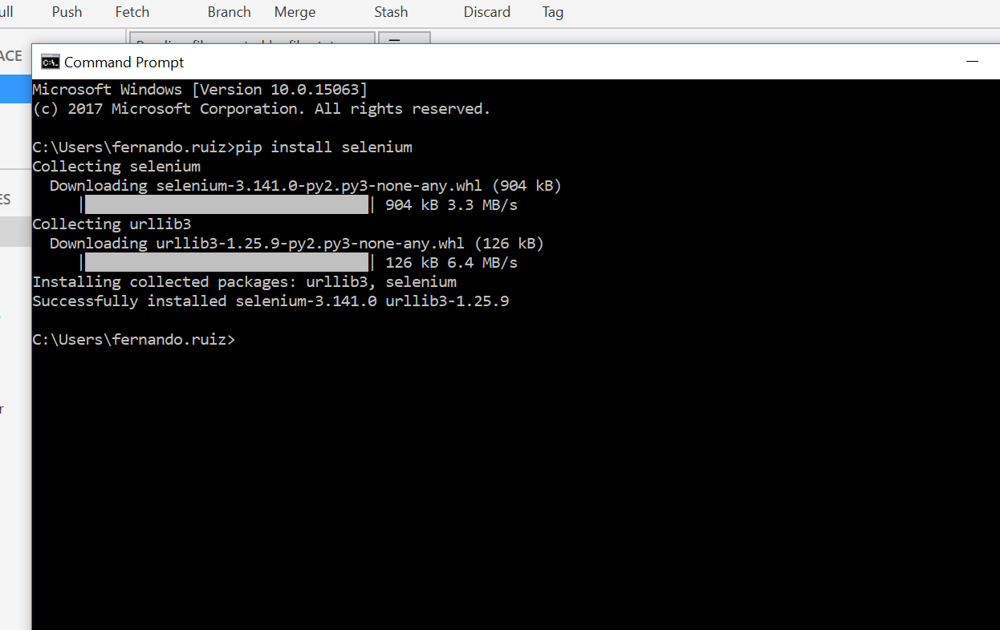 Push Fetch Branch Merge Stash Discard Tag
Command Prompt
Microsoft Windows [Version 10.0.15063]
(c) 2017 Microsoft Corporation. All rights reserved.
C:\Users\fernando.ruiz>pip install selenium
Collecting selenium
Downloading selenium-3.141.0-py2.py3-none-any.whl (904 kB)
| | 904 kB 3.3 MB/s
Collecting urllib3
Downloading urllib3-1.25.9-py2.py3-none-any.whl (126 kB)
| | 126 kB 6.4 MB/s
Installing collected packages: urllib3, selenium
Successfully installed selenium-3.141.0 urllib3-1.25.9
C:\Users\fernando.ruiz>